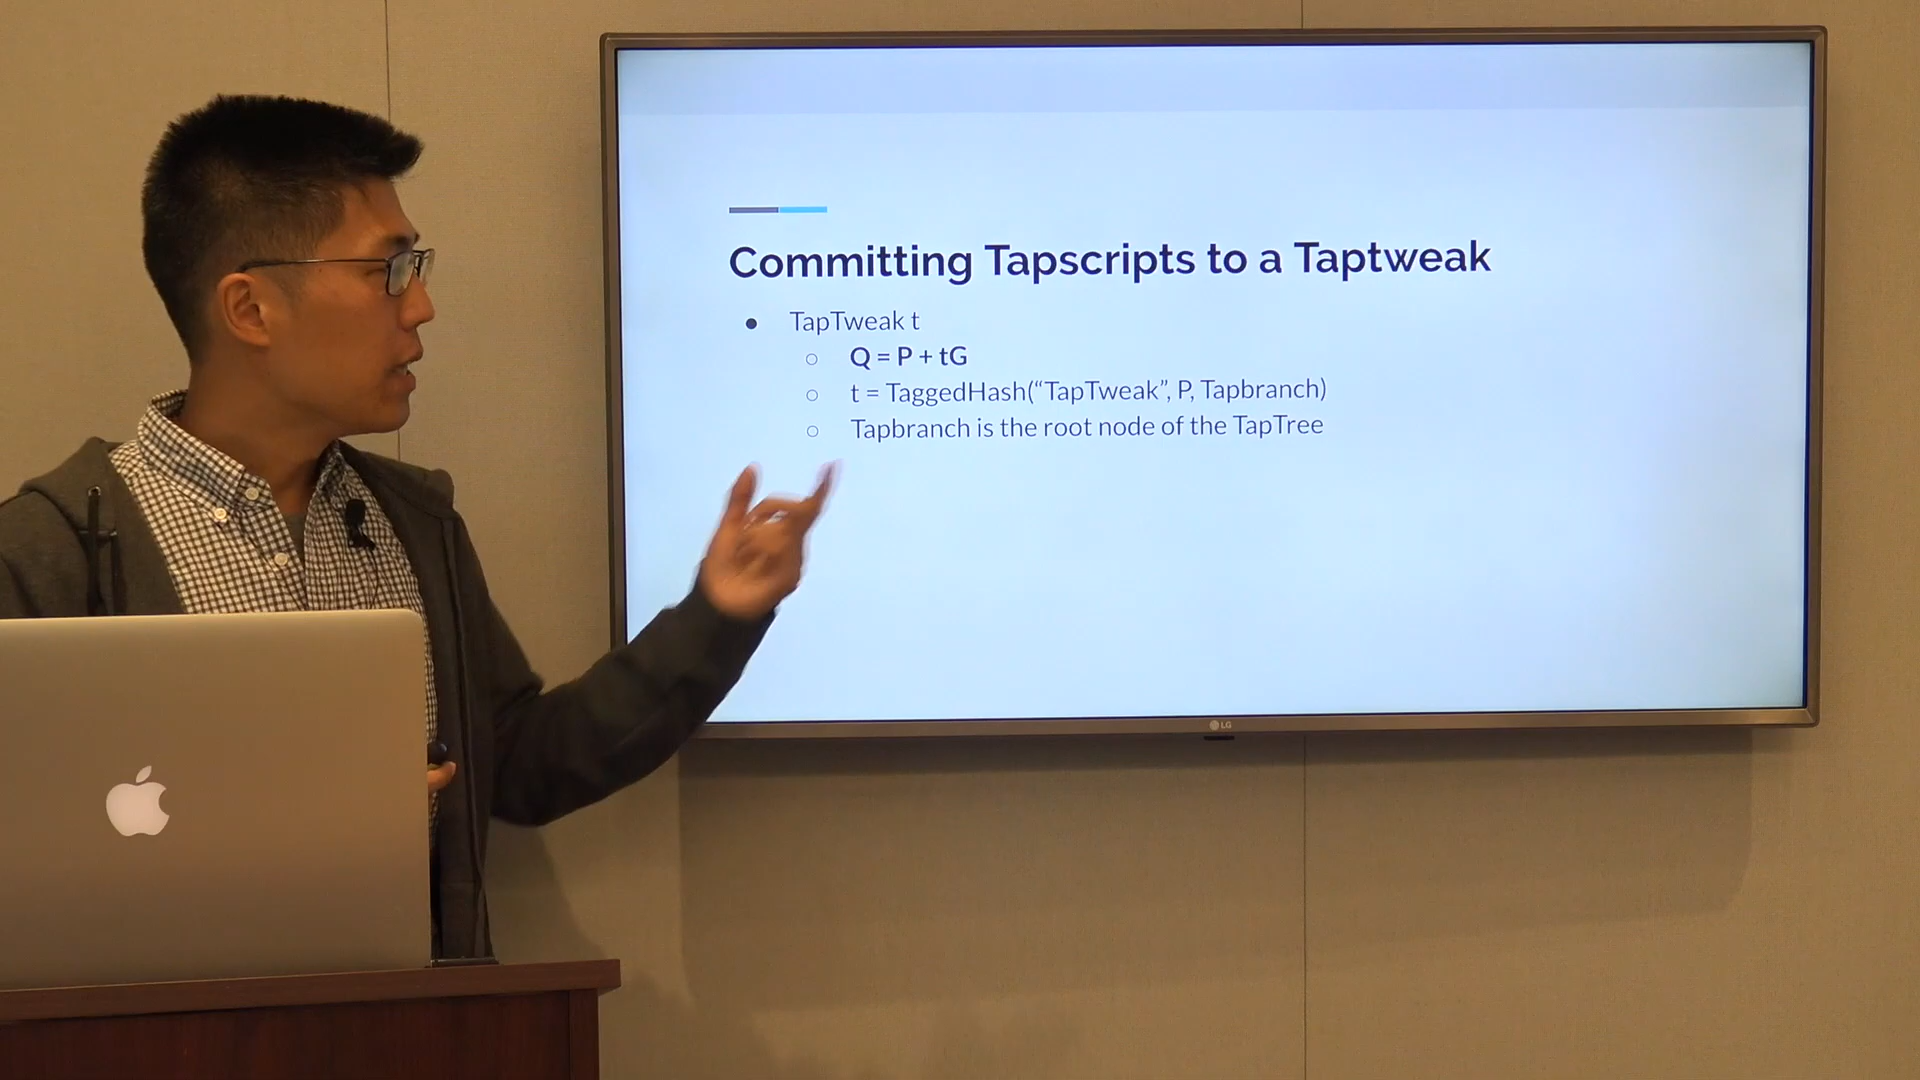 Committing Tapscripts to a Taptweak
● TapTweak t
○ Q = P + tG
○ t = TaggedHash(“TapTweak”, P, Tapbranch)
○ Tapbranch is the root node of the TapTree
LG